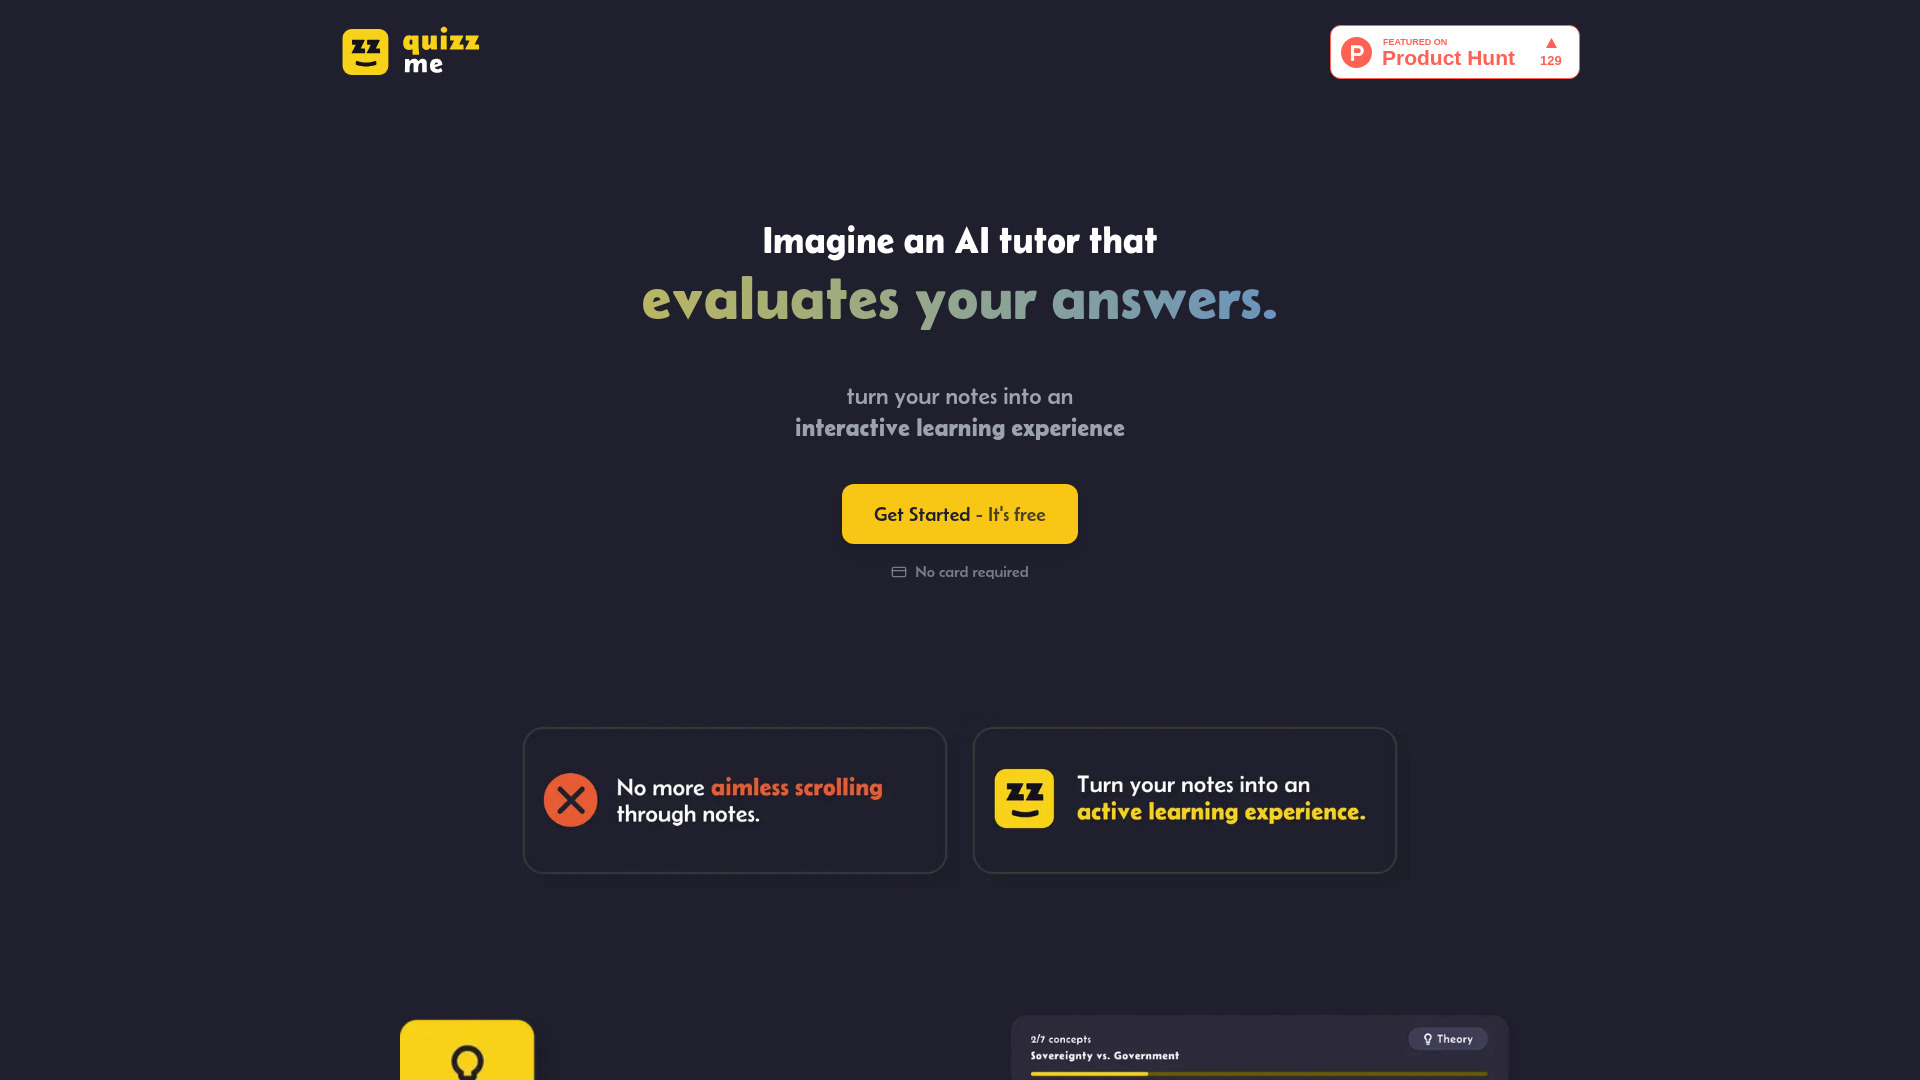 zz
quizz
me
FEATURED ON
Product Hunt
129
Imagine an AI tutor that
evaluates your answers.
turn your notes into an
interactive learning experience
Get Started - It's free
No card required
No more aimless scrolling
through notes.
zz
Turn your notes into an
active learning experience.
2/7 concepts
Theory
Sovereignty vs. Government